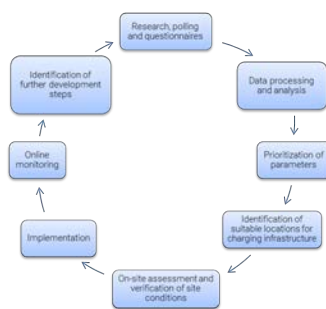 Research, polling
and questionnaires
Data processing
and analysis
Prioritization of
parameters
Identification of
suitable locations for
charging infrastructure
On-site assessment and
verification of site
conditions
Implementation
Online
monitoring
Identification of
further development
steps